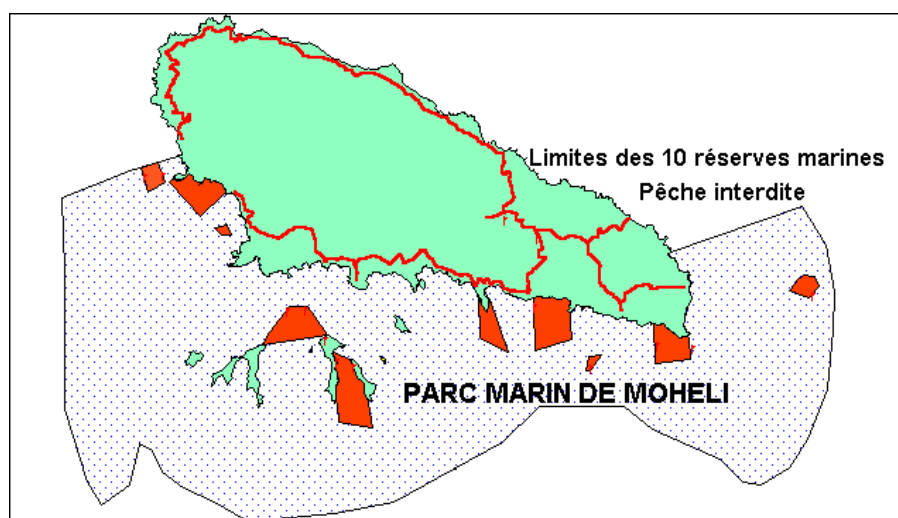 Limites des 10 réserves marines
Pêche interdite
PARC MARIN DE MOHELI